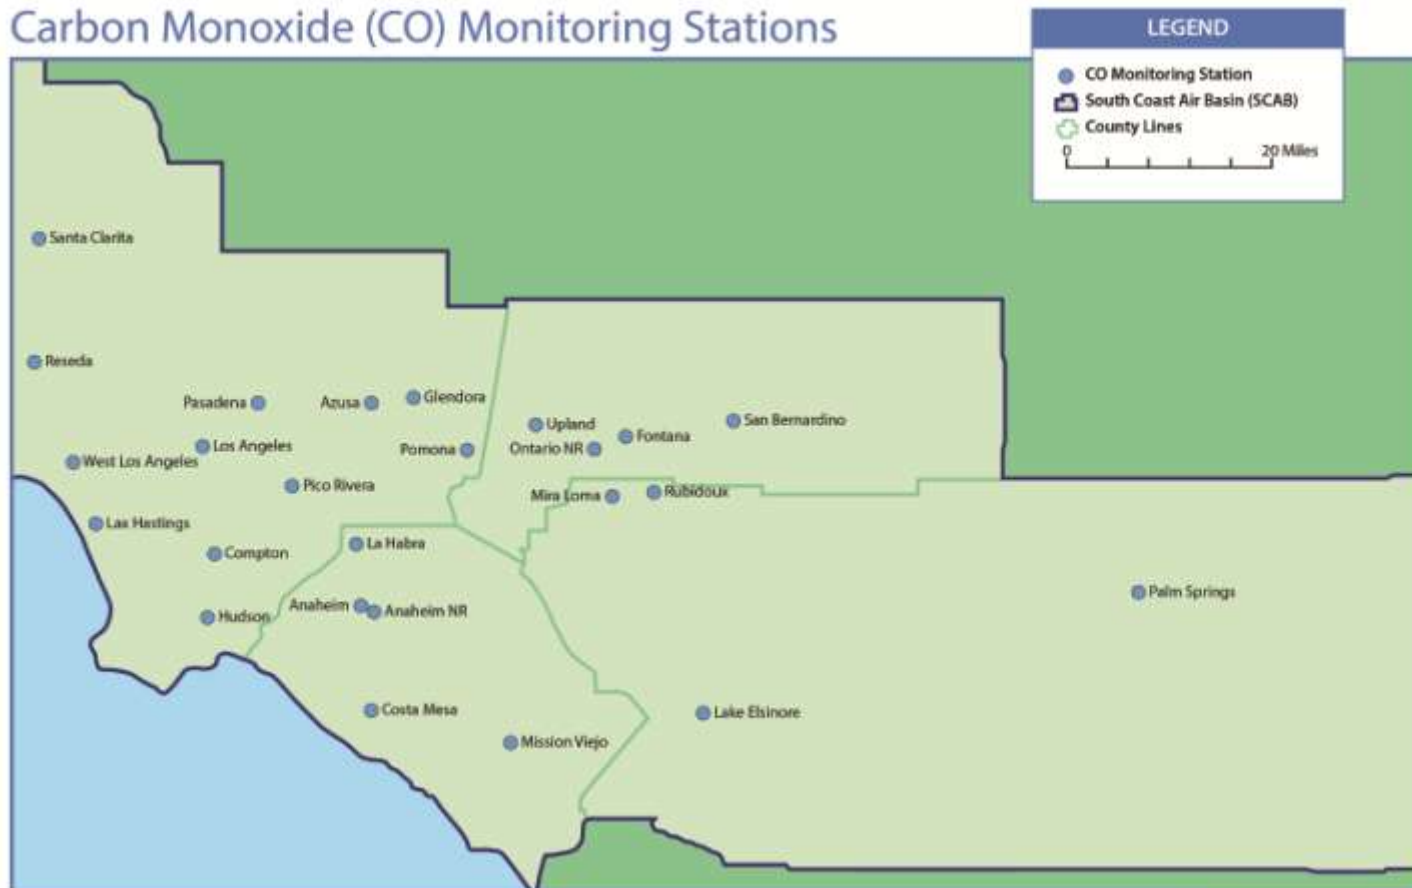 Carbon Monoxide (CO) Monitoring Stations
LEGEND
CO Monitoring Station
South Coast Air Basin (SCAB)
County Lines
0 20 Miles
Santa Clarita
Reseda
Pasadena
Azusa
Glendora
Upland
San Bernardino
Fontana
Los Angeles
Pomona
Ontario NR
West Los Angeles
Pico Rivera
Mira Loma
Rubidoux
Lax Hastings
Compton
La Habra
Palm Springs
Anaheim
Anaheim NR
Hudson
Costa Mesa
Lake Elsinore
Mission Viejo